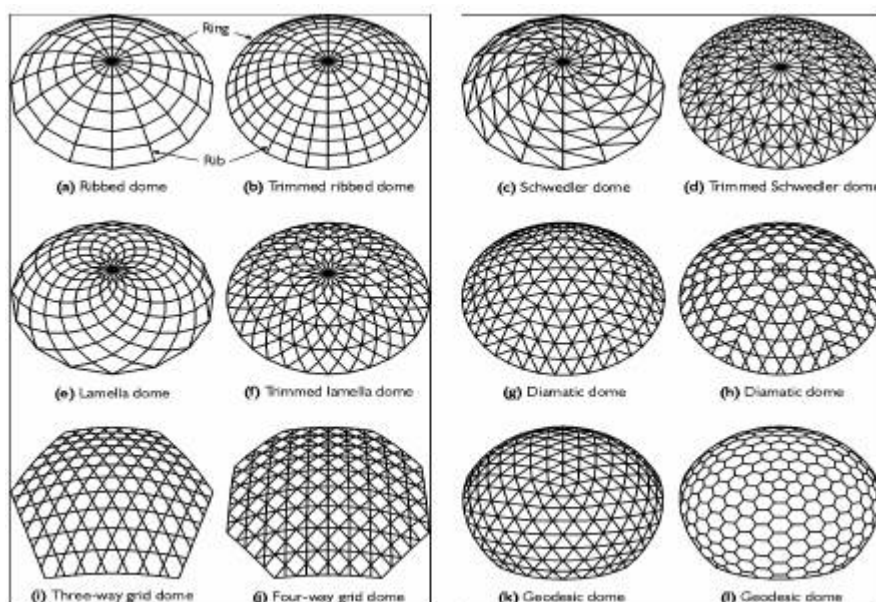 Ring
Rib
(a) Ribbed dome
(b) Trimmed ribbed dome
(c) Schwedler dome
(d) Trimmed Schwedler dome
(e) Lamella dome
(f) Trimmed lamella dome
(g) Diamatic dome
(h) Diamatic dome
(i) Three-way grid dome
(j) Four-way grid dome
(k) Geodesic dome
(l) Geodesic dome